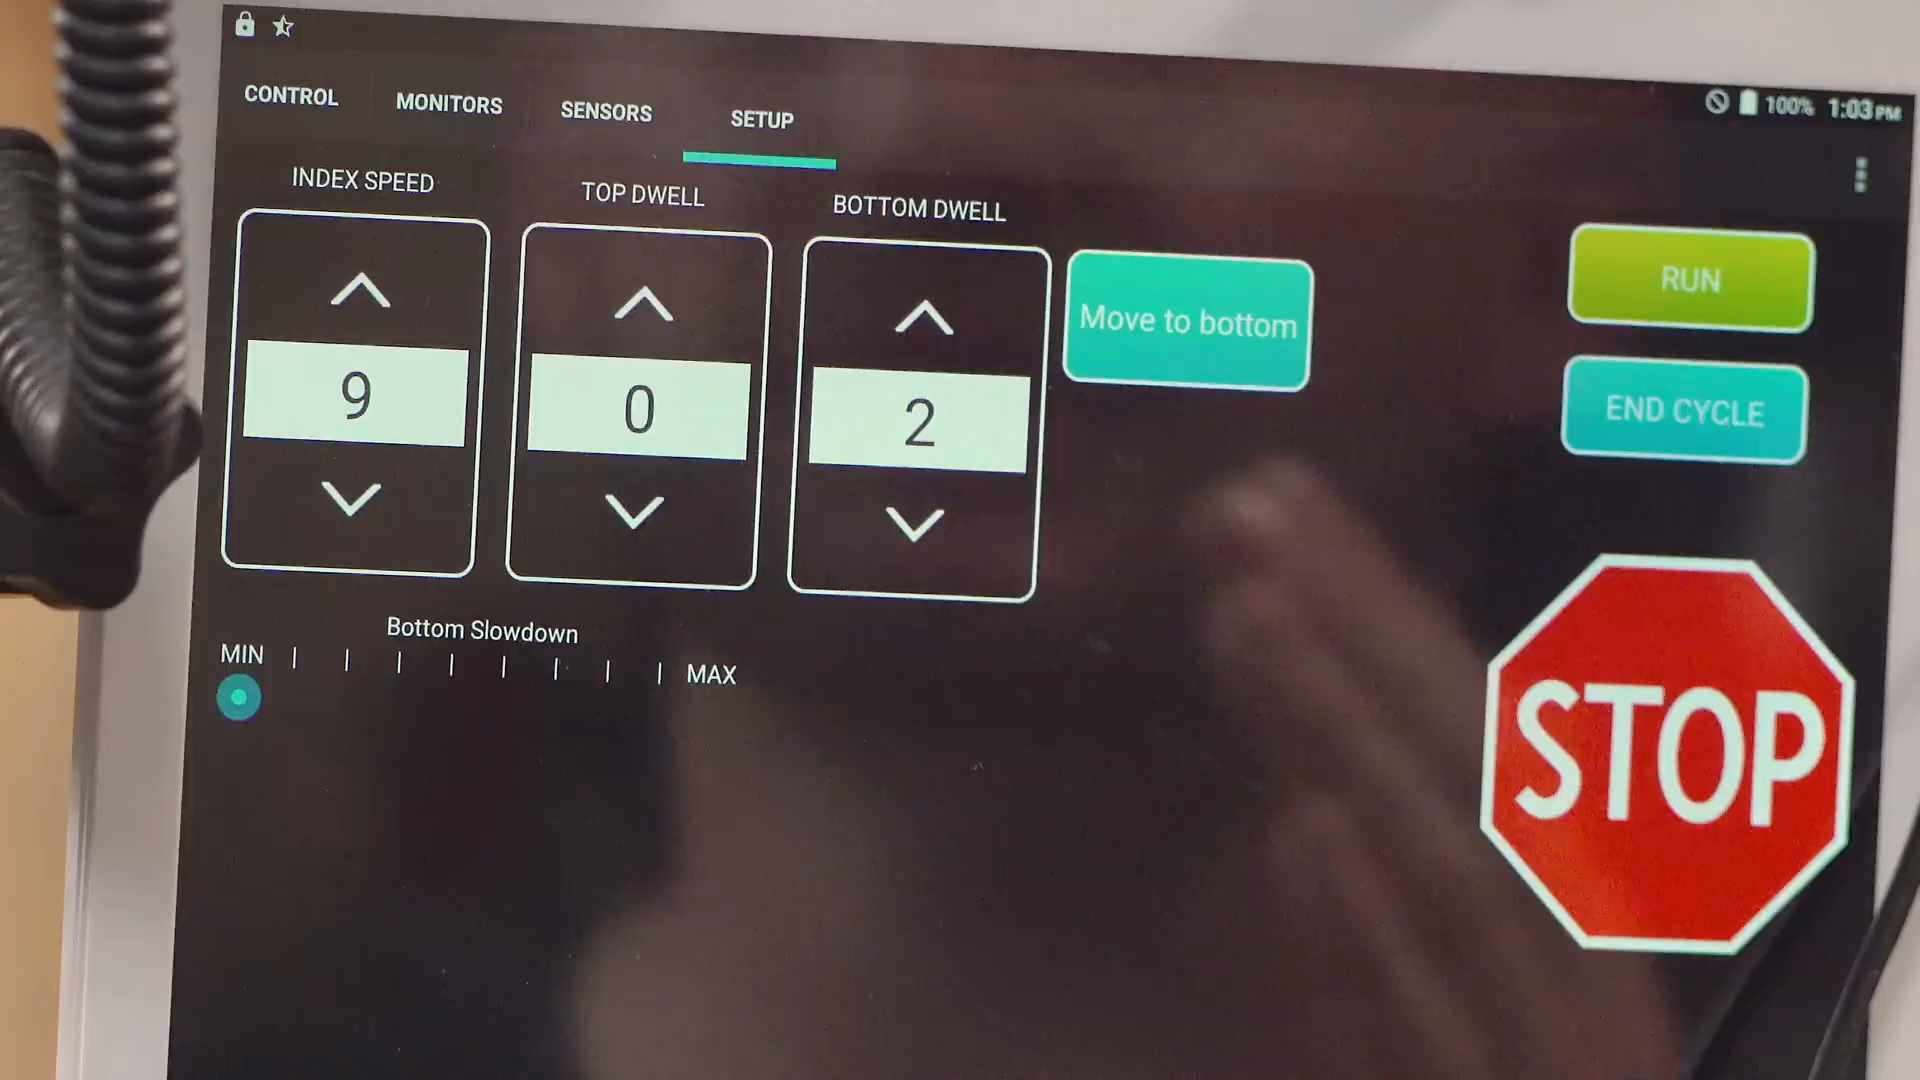 100% 1:03 PM
CONTROL MONITORS SENSORS SETUP
INDEX SPEED TOP DWELL BOTTOM DWELL
9 0 2
Move to bottom
RUN
END CYCLE
Bottom Slowdown
MIN MAX
STOP